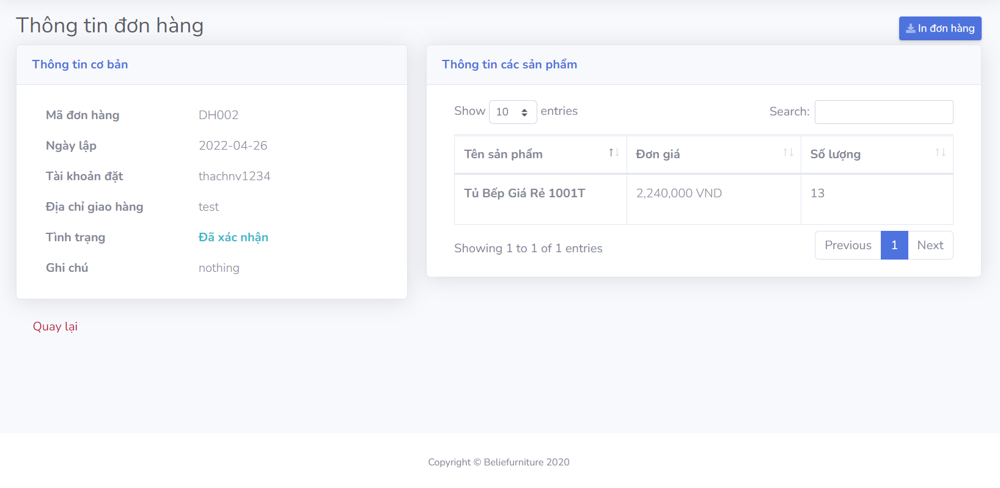 Thông tin đơn hàng
In đơn hàng
Thông tin cơ bản
Mã đơn hàng DH002
Ngày lập 2022-04-26
Tài khoản đặt thachnv1234
Địa chỉ giao hàng test
Tình trạng Đã xác nhận
Ghi chú nothing
Quay lại
Thông tin các sản phẩm
Show 10 entries Search:
Tên sản phẩm Đơn giá Số lượng
Tủ Bếp Giá Rẻ 1001T 2,240,000 VND 13
Showing 1 to 1 of 1 entries Previous 1 Next
Copyright © Beliefurniture 2020